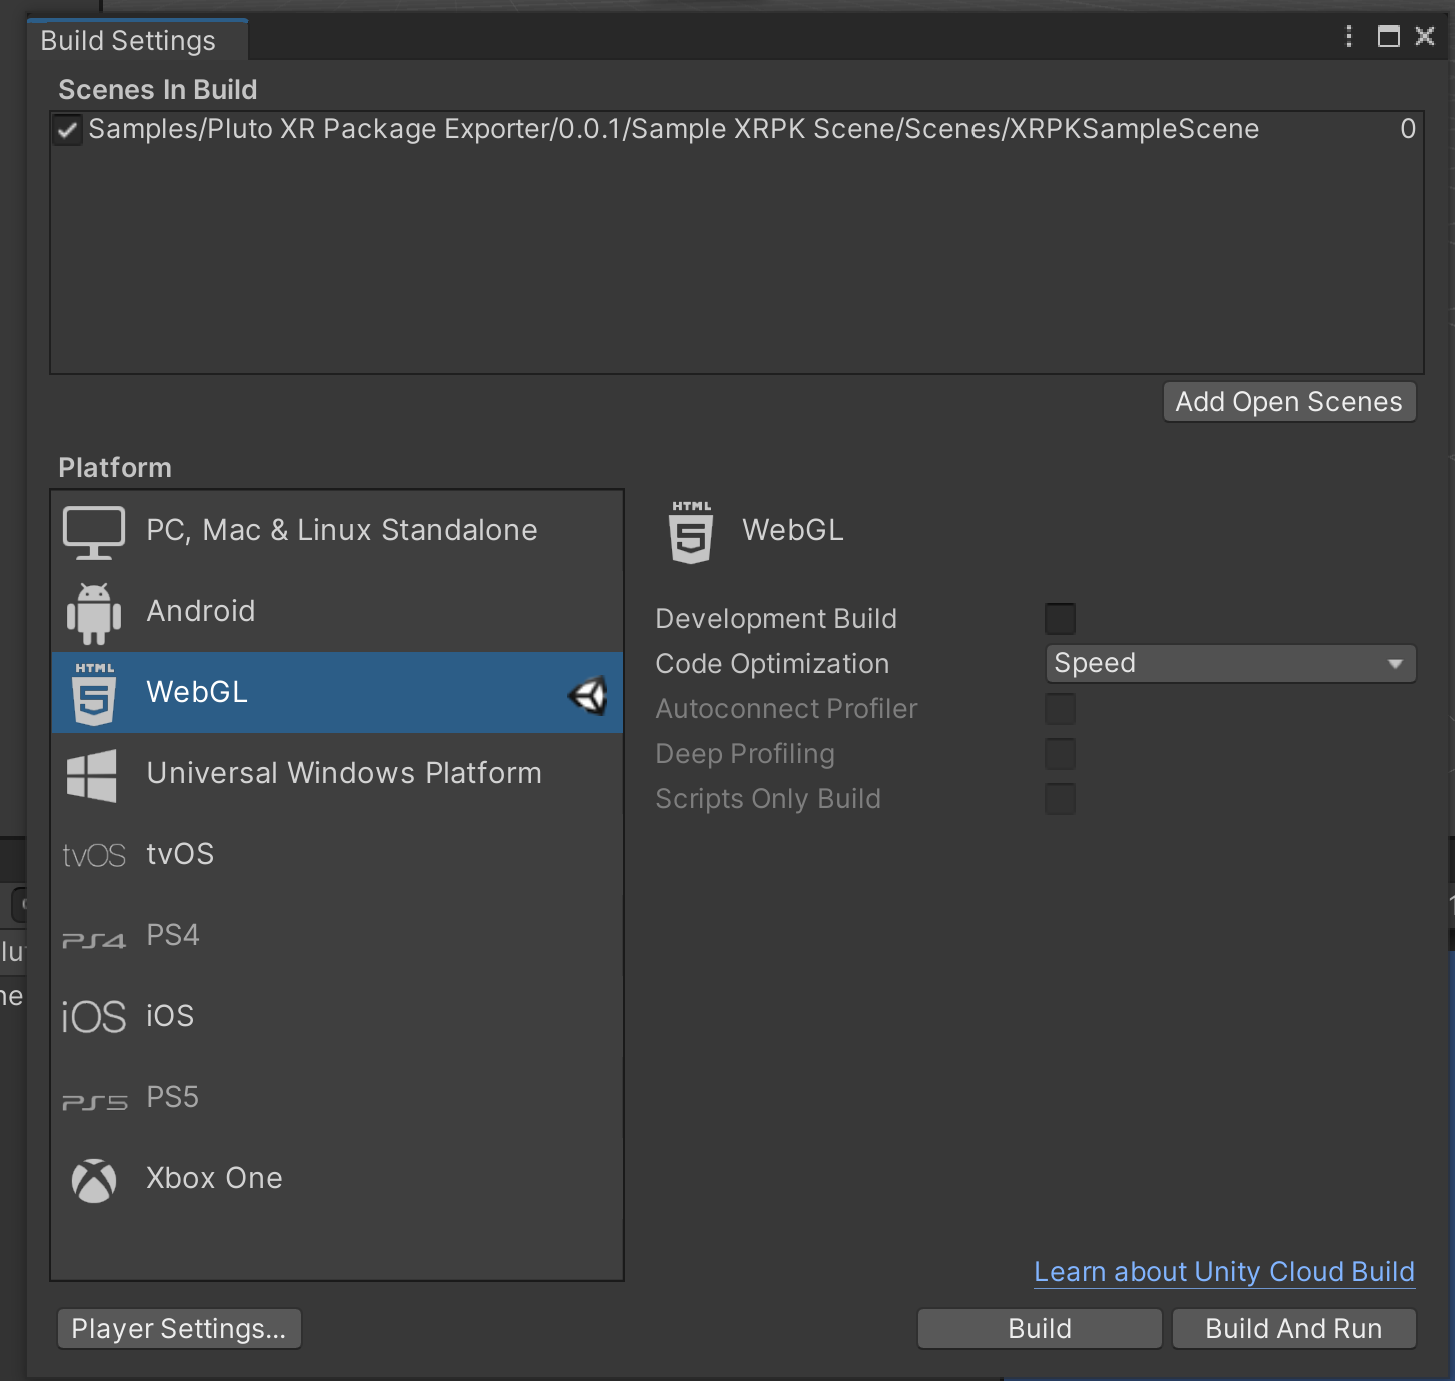 Build Settings
Scenes In Build
Samples/Pluto XR Package Exporter/0.0.1/Sample XRPK Scene/Scenes/XRPKSampleScene 0
Add Open Scenes
Platform
PC, Mac & Linux Standalone
Android
HTML
5
WebGL
Universal Windows Platform
tvOS tvOS
PS4 PS4
iOS iOS
PS5 PS5
Xbox One
HTML
5
WebGL
Development Build
Code Optimization Speed
Autoconnect Profiler
Deep Profiling
Scripts Only Build
Learn about Unity Cloud Build
Player Settings...
Build
Build And Run